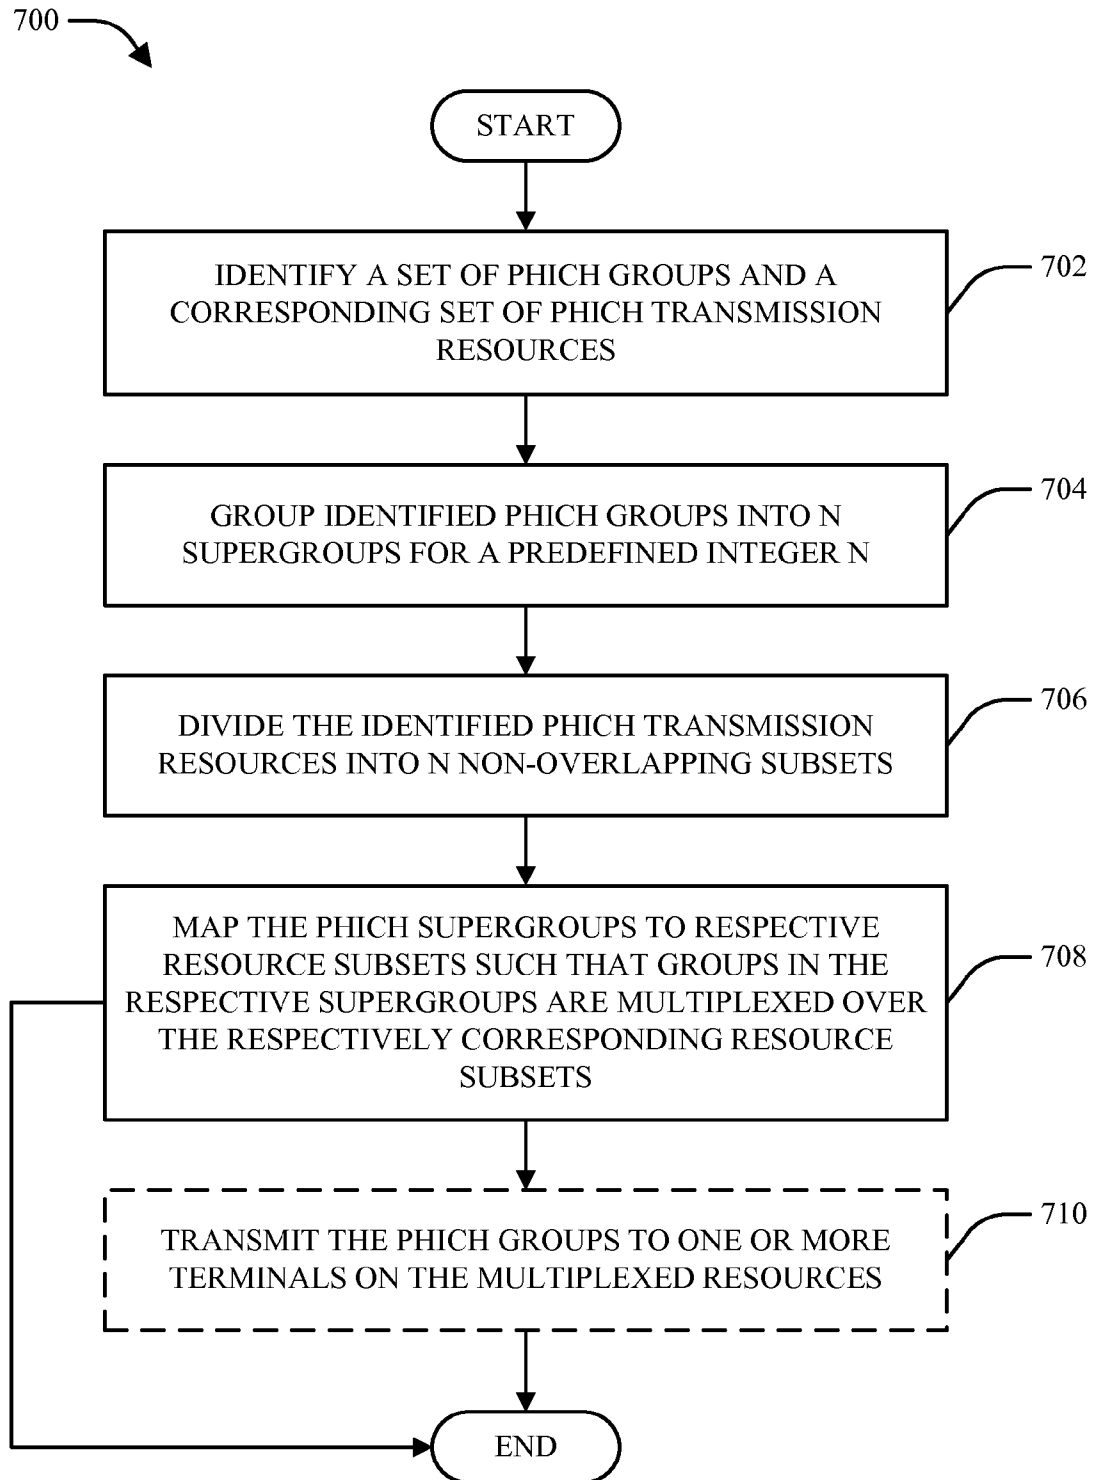 700
START
IDENTIFY A SET OF PHICH GROUPS AND A
CORRESPONDING SET OF PHICH TRANSMISSION
RESOURCES
702
GROUP IDENTIFIED PHICH GROUPS INTO N
SUPERGROUPS FOR A PREDEFINED INTEGER N
704
DIVIDE THE IDENTIFIED PHICH TRANSMISSION
RESOURCES INTO N NON-OVERLAPPING SUBSETS
706
MAP THE PHICH SUPERGROUPS TO RESPECTIVE
RESOURCE SUBSETS SUCH THAT GROUPS IN THE
RESPECTIVE SUPERGROUPS ARE MULTIPLEXED OVER
THE RESPECTIVELY CORRESPONDING RESOURCE
SUBSETS
708
TRANSMIT THE PHICH GROUPS TO ONE OR MORE
TERMINALS ON THE MULTIPLEXED RESOURCES
710
END